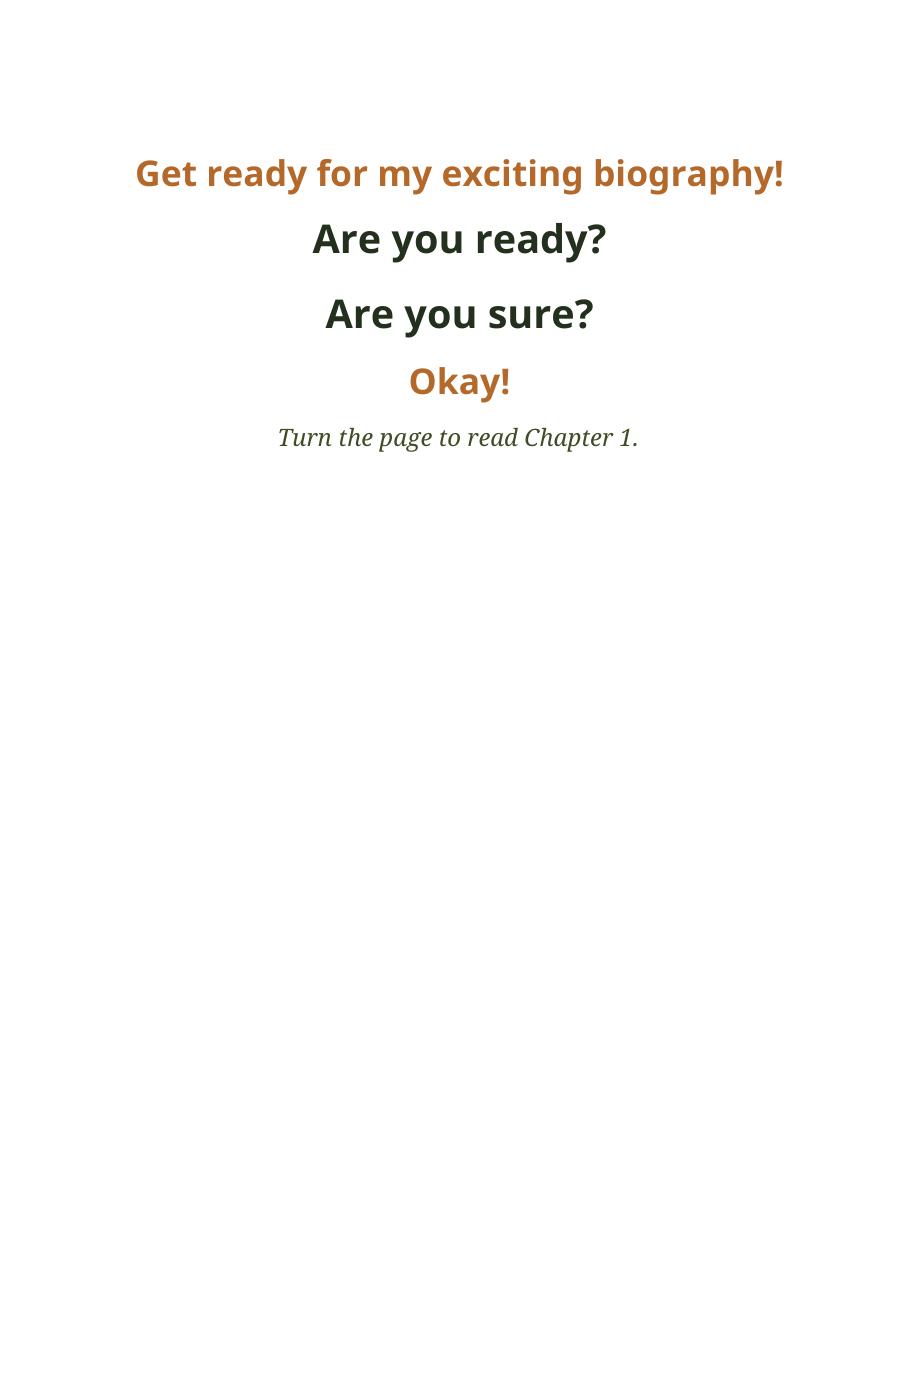 Get ready for my exciting biography!
Are you ready?
Are you sure?
Okay!
Turn the page to read Chapter 1.